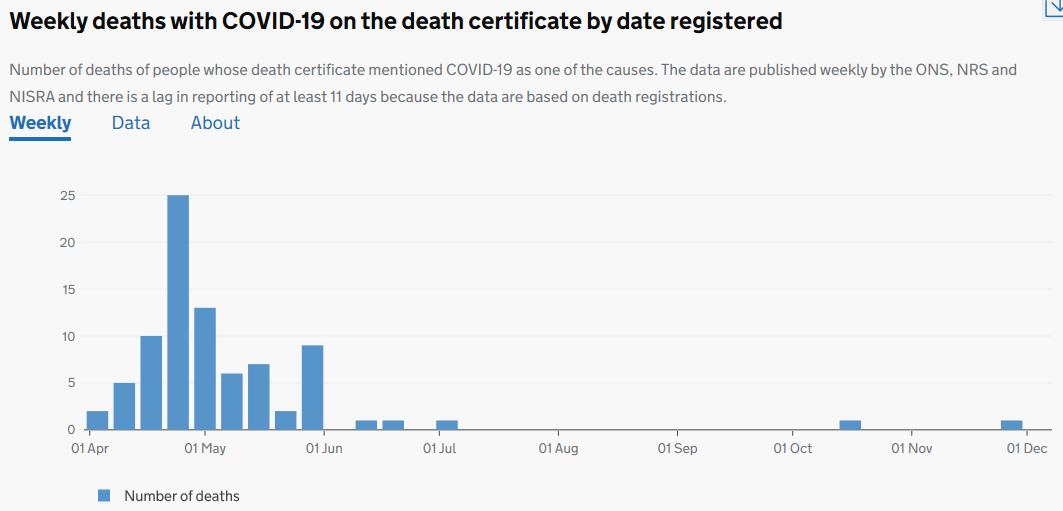 Weekly deaths with COVID-19 on the death certificate by date registered
Number of deaths of people whose death certificate mentioned COVID-19 as one of the causes. The data are published weekly by the ONS, NRS and
NISRA and there is a lag in reporting of at least 11 days because the data are based on death registrations.
Weekly Data About
25
20
15
10
5
0
01 Apr 01 May 01 Jun 01 Jul 01 Aug 01 Sep 01 Oct 01 Nov 01 Dec
Number of deaths